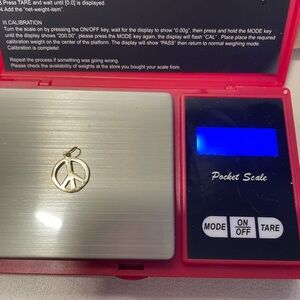 3.Press TARE and wait until [0.0] is displayed
4.Add the "net-weight-item".
III.CALIBRATION
Turn the scale on by pressing the ON/OFF key, wait for the display to show "0.00g", then press and hold the MODE key
until the display shows "200.00", please press the MODE key again, the display will flash "CAL". Place place the required
calibration weight on the center of the platform. The display will show "PASS" then return to normal weighing mode.
Calibration is complete!
Repeat the process if something was going wrong.
Please check the availability of weights at the store you bought your scale from.
Pocket Scale
MODE
ON
OFF
TARE